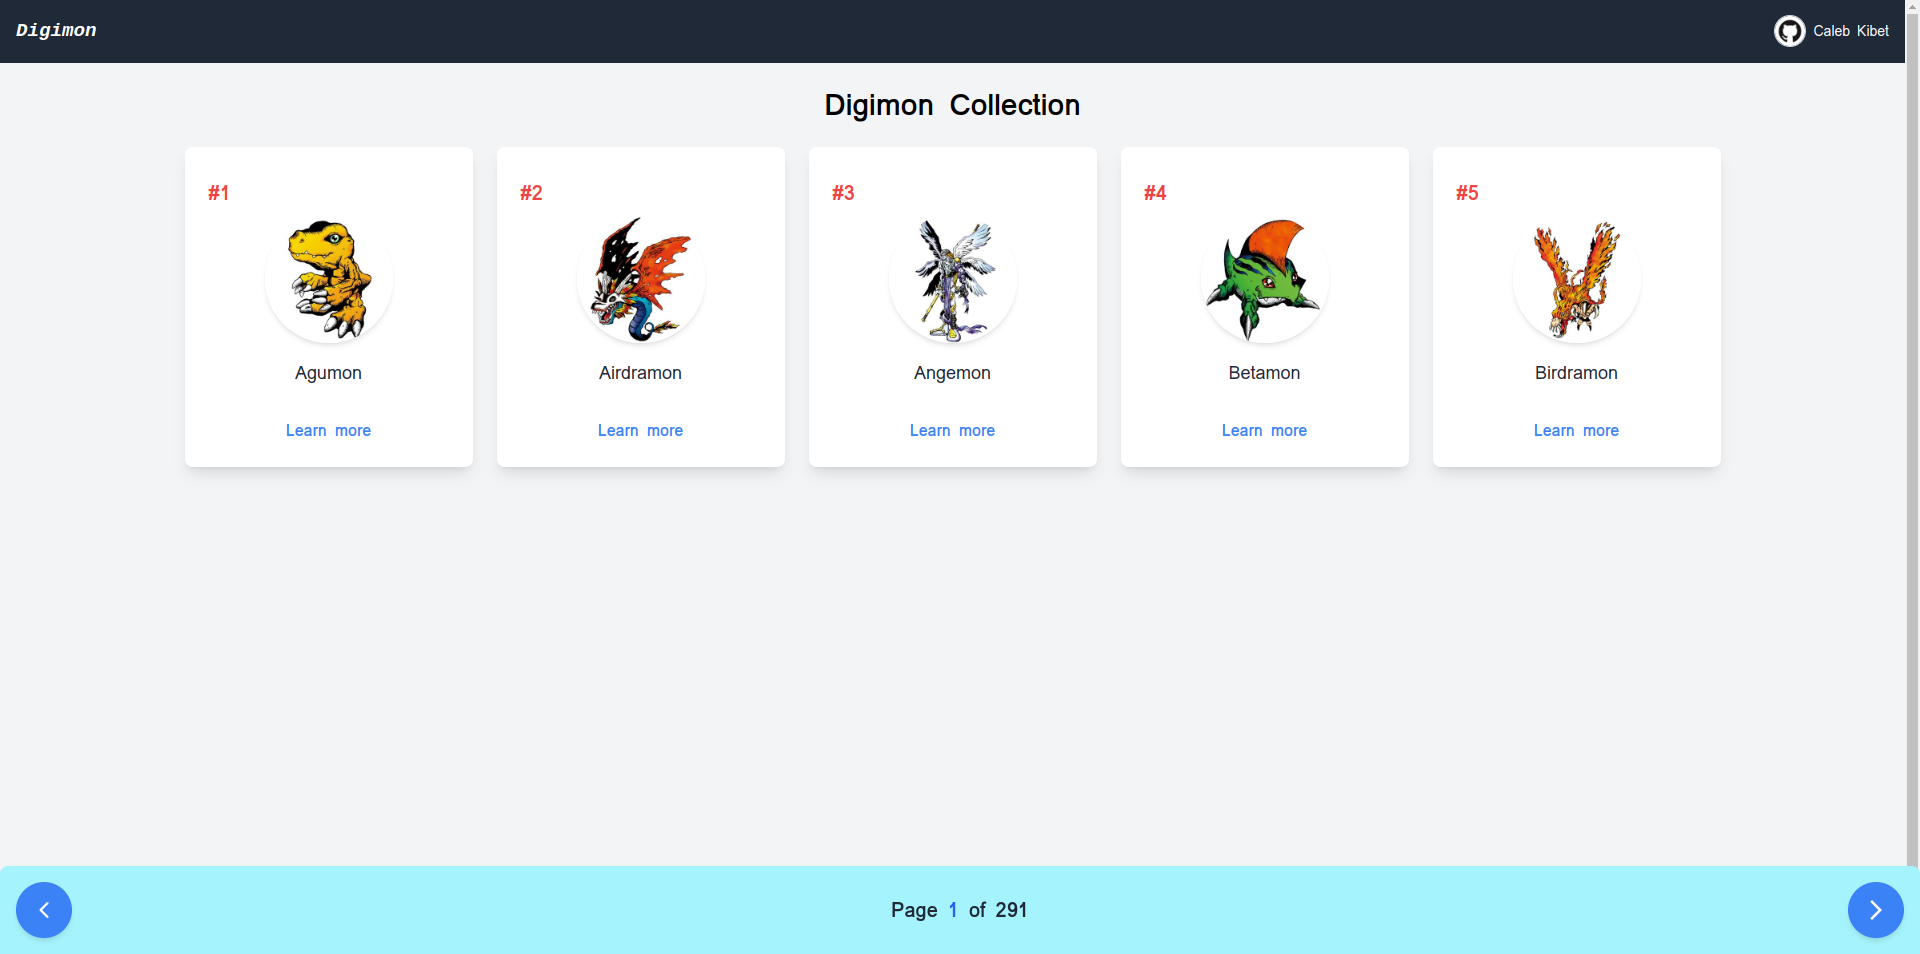 Digimon
Caleb Kibet
Digimon Collection
#1
Agumon
Learn more
#2
Airdramon
Learn more
#3
Angemon
Learn more
#4
Betamon
Learn more
#5
Birdramon
Learn more
Page 1 of 291